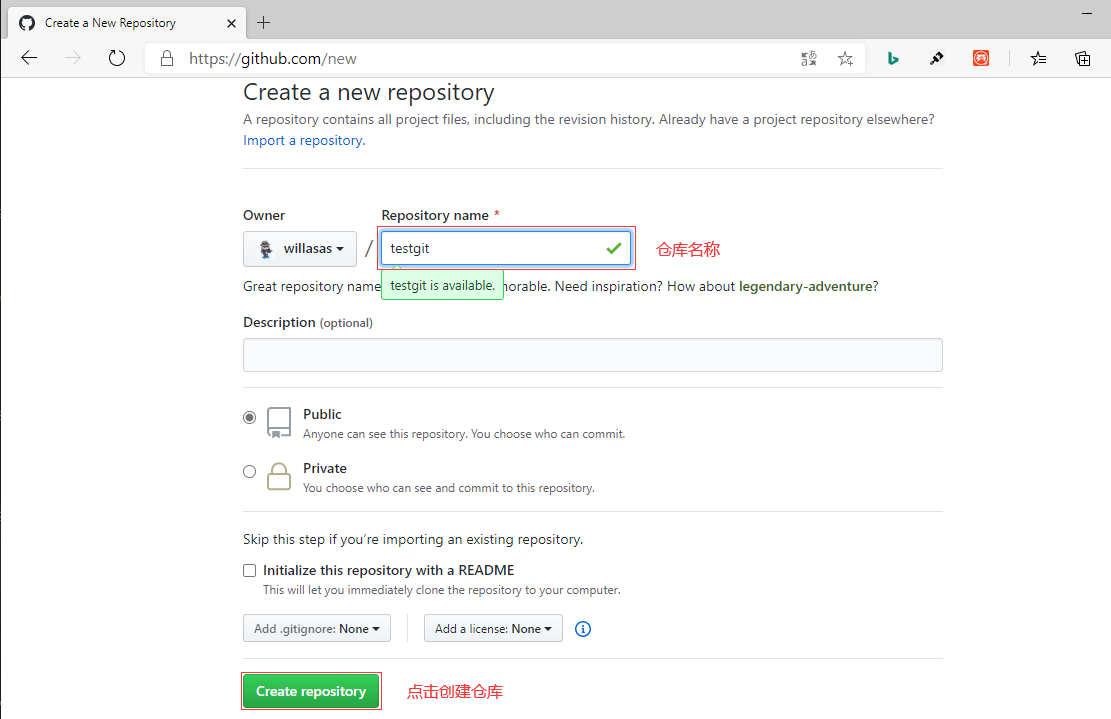 Create a New Repository
https://github.com/new
Create a new repository
A repository contains all project files, including the revision history. Already have a project repository elsewhere?
Import a repository.
Owner
Repository name *
willasas
/
testgit
仓库名称
testgit is available.
Great repository name
orable. Need inspiration? How about legendary-adventure?
Description (optional)
Public
Anyone can see this repository. You choose who can commit.
Private
You choose who can see and commit to this repository.
Skip this step if you’re importing an existing repository.
Initialize this repository with a README
This will let you immediately clone the repository to your computer.
Add .gitignore: None
Add a license: None
Create repository
点击创建仓库